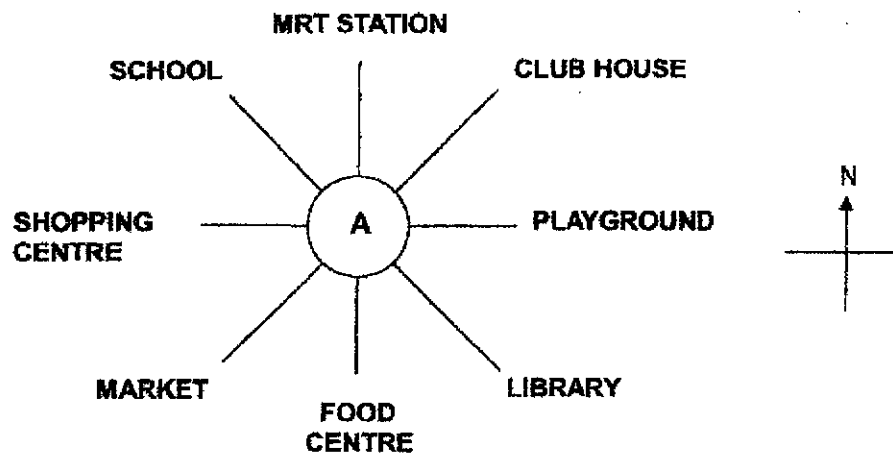 MRT STATION
SCHOOL
CLUB HOUSE
N
SHOPPING
CENTRE
A
PLAYGROUND
MARKET
LIBRARY
FOOD
CENTRE